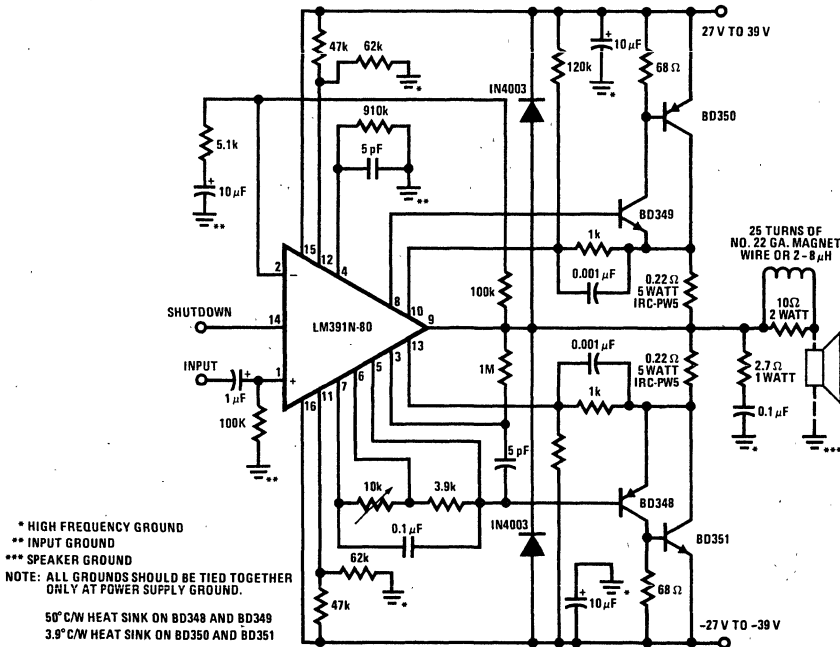 27 V TO 39 V
47k
62k
*
10 µF
+
*
120k
68 Ω
IN4003
BD350
910k
5.1k
5 pF
+
10 µF
**
**
BD349
25 TURNS OF
NO. 22 GA. MAGNET
WIRE OR 2-8 µH
15
12
4
1k
2
−
8
10
0.001 µF
0.22 Ω
5 WATT
IRC-PW5
100k
10Ω
2 WATT
SHUTDOWN
14
LM391N-80
9
13
INPUT
+
1 µF
1
+
3
5
6
7
11
16
1M
0.001 µF
0.22 Ω
5 WATT
IRC-PW5
2.7 Ω
1 WATT
100K
**
1k
0.1 µF
*
***
5 pF
10k
3.9k
BD348
0.1 µF
IN4003
BD351
* HIGH FREQUENCY GROUND
** INPUT GROUND
*** SPEAKER GROUND
NOTE: ALL GROUNDS SHOULD BE TIED TOGETHER
ONLY AT POWER SUPPLY GROUND.
62k
*
*
47k
+
10 µF
68 Ω
50°C/W HEAT SINK ON BD348 AND BD349
3.9°C/W HEAT SINK ON BD350 AND BD351
−27 V TO −39 V